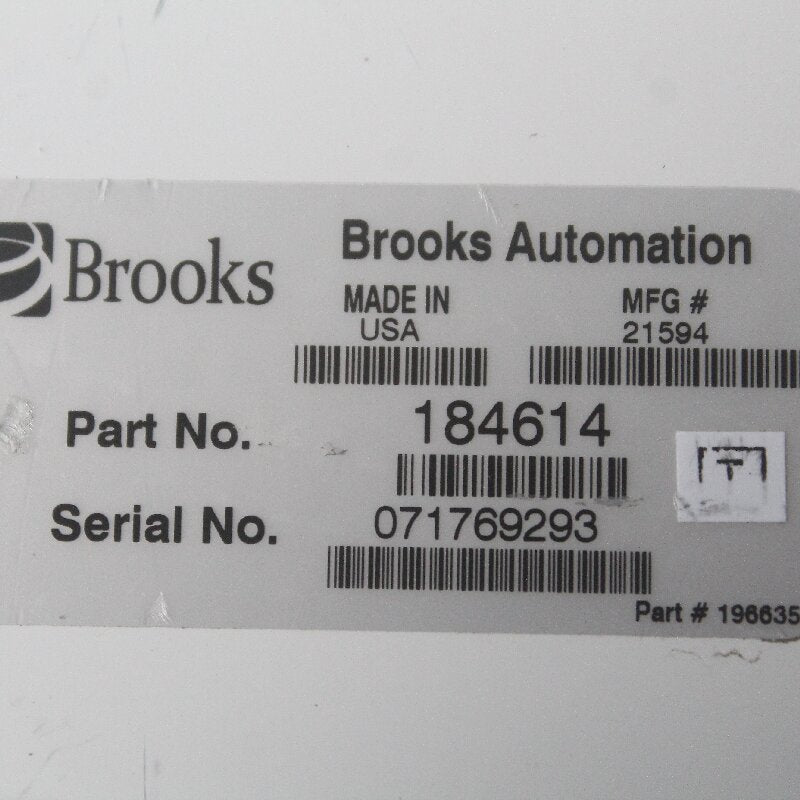 Brooks
Brooks Automation
MADE IN
USA
MFG #
21594
Part No. 184614
Serial No. 071769293
Part # 196635